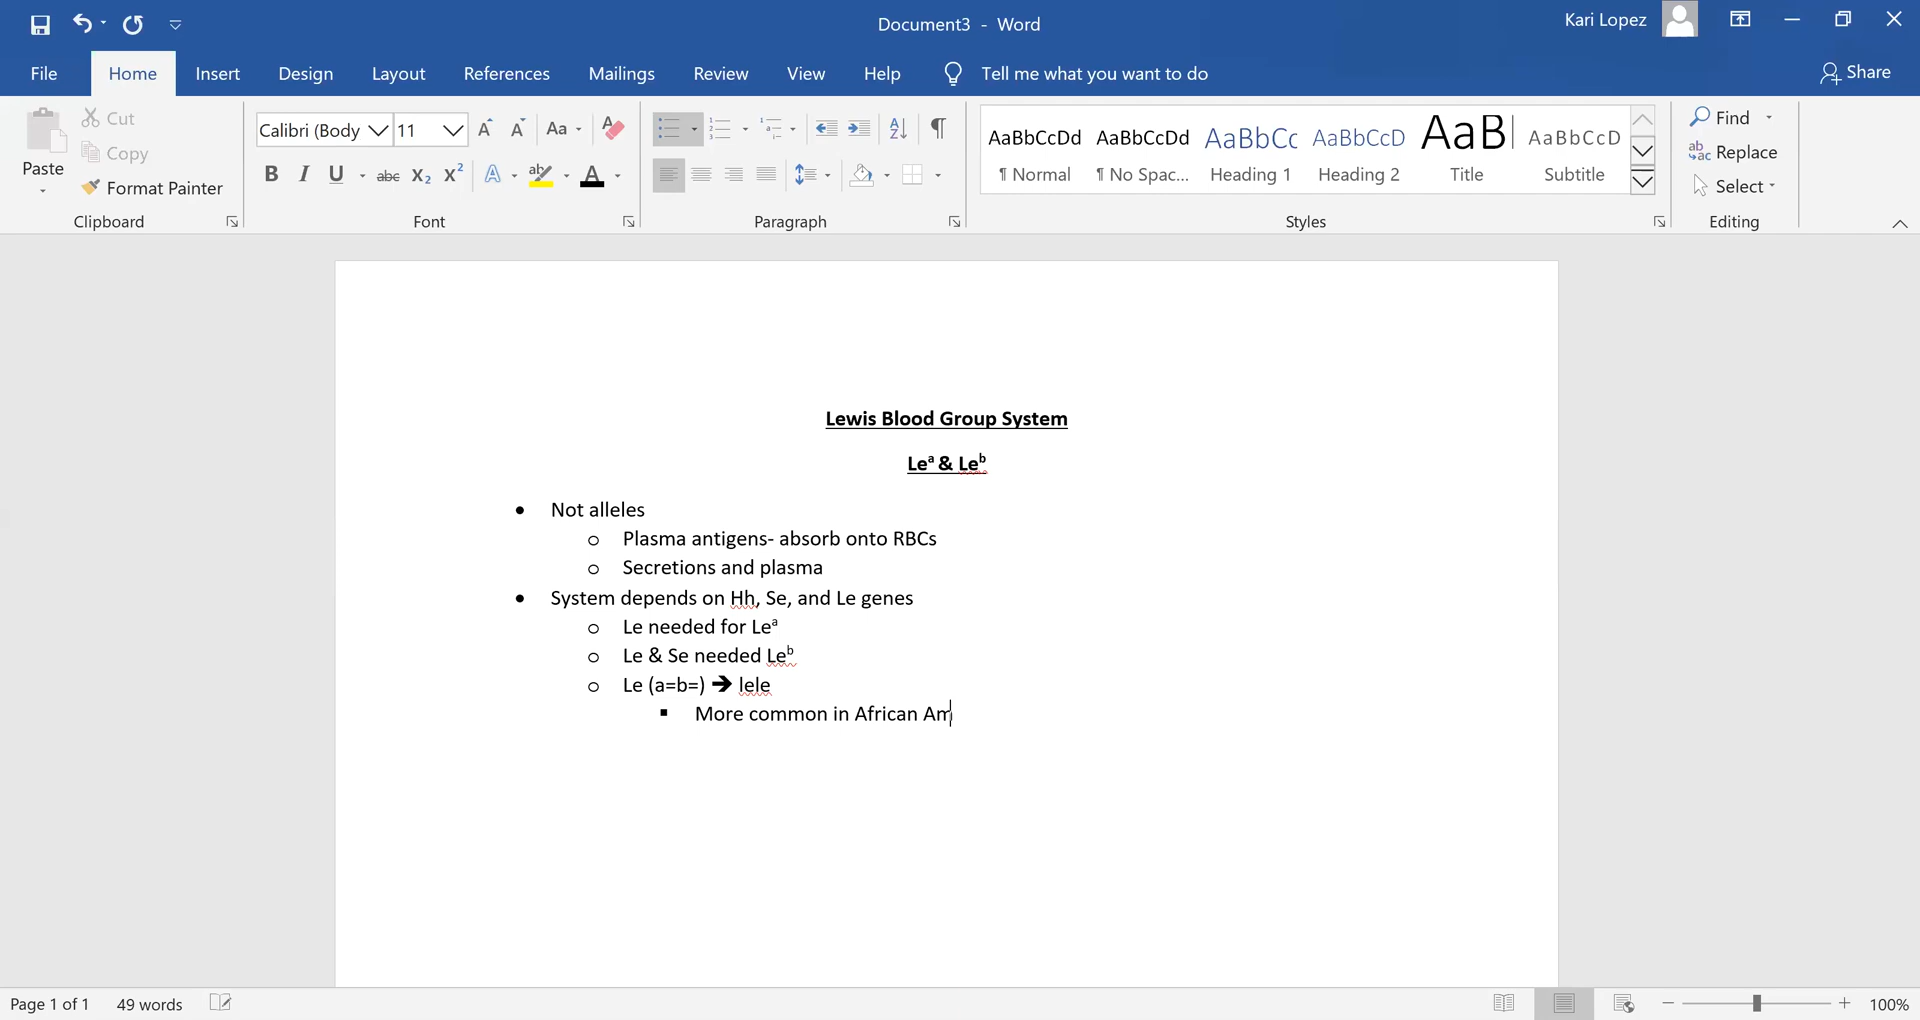 Document3 - Word
Kari Lopez
File Home Insert Design Layout References Mailings Review View Help Tell me what you want to do Share
Cut
Copy
Paste
Format Painter
Clipboard
Calibri (Body 11 Aa
B I U abc X₂ X² A ab A
Font
A Z ¶
Paragraph
AaBbCcDd AaBbCcDd AaBbCc AaBbCcD AaB AaBbCcD
¶ Normal ¶ No Spac... Heading 1 Heading 2 Title Subtitle
Styles
Find
Replace
Select
Editing
Lewis Blood Group System
Leᵃ & Leᵇ
• Not alleles
o Plasma antigens- absorb onto RBCs
o Secretions and plasma
• System depends on Hh, Se, and Le genes
o Le needed for Leᵃ
o Le & Se needed Leᵇ
o Le (a=b=) ➔ lele
▪ More common in African Am
Page 1 of 1 49 words 100%